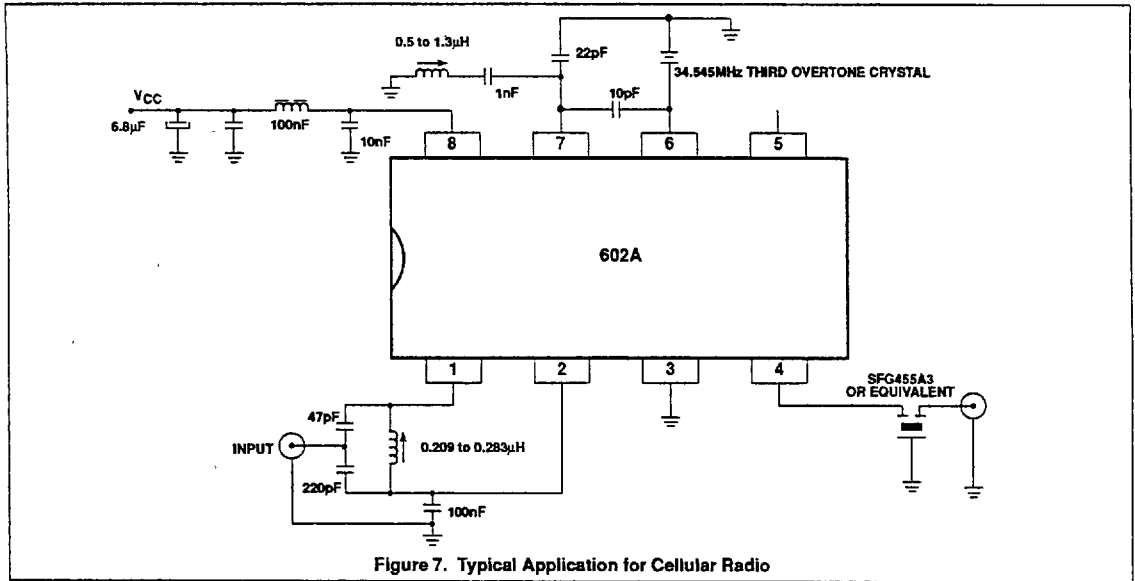 0.5 to 1.3µH
22pF
34.545MHz THIRD OVERTONE CRYSTAL
1nF
10pF
VCC
6.8µF
100nF
10nF
8
7
6
5
602A
1
2
3
4
SFG455A3
OR EQUIVALENT
47pF
INPUT
0.209 to 0.283µH
220pF
100nF
Figure 7. Typical Application for Cellular Radio